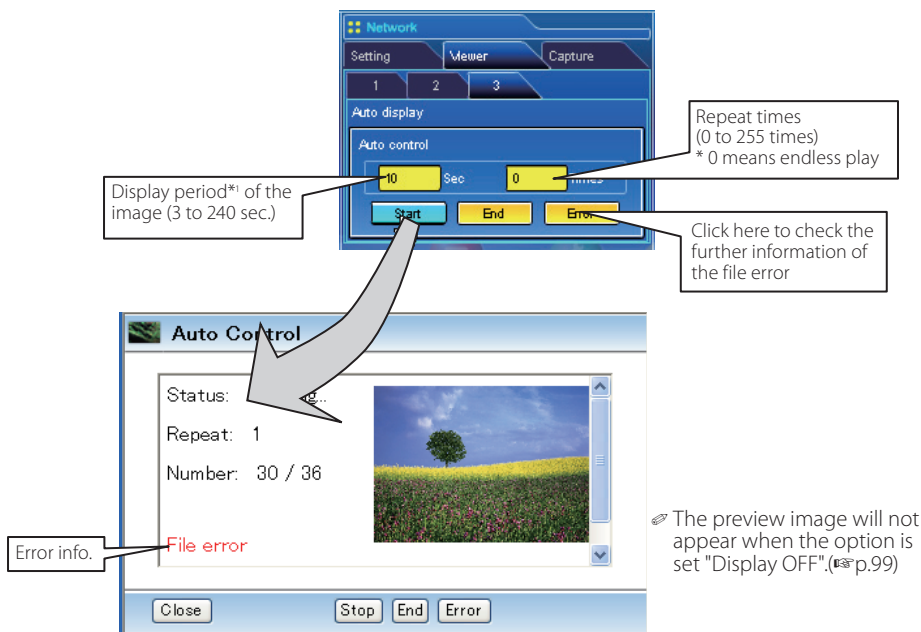 Network
Setting Viewer Capture
1 2 3
Auto display
Auto control
10 Sec 0
Start End Error
Repeat times
(0 to 255 times)
* 0 means endless play
Display period*1 of the
image (3 to 240 sec.)
Click here to check the
further information of
the file error
Auto Control
Status:
Repeat: 1
Number: 30 / 36
File error
Error info.
Close Stop End Error
✐ The preview image will not
appear when the option is
set "Display OFF".(☞p.99)